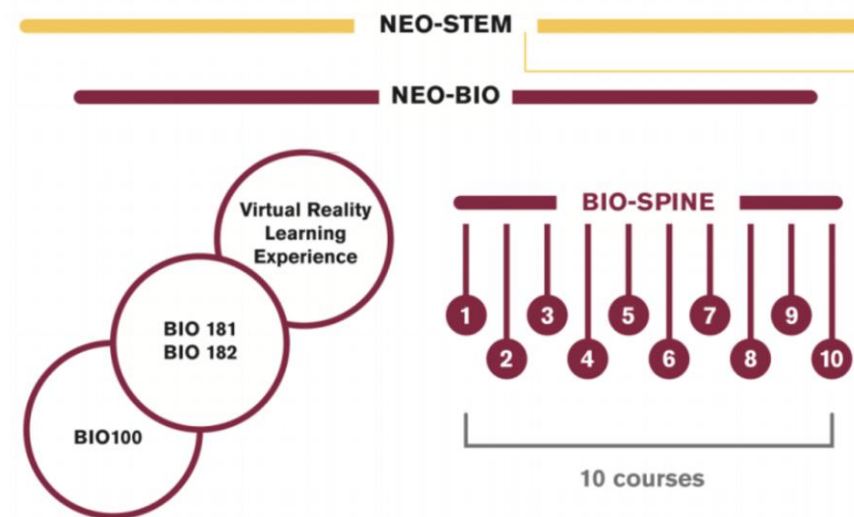 NEO-STEM
NEO-BIO
Virtual Reality
Learning
Experience
BIO 181
BIO 182
BIO100
BIO-SPINE
1
2
3
4
5
6
7
8
9
10
10 courses